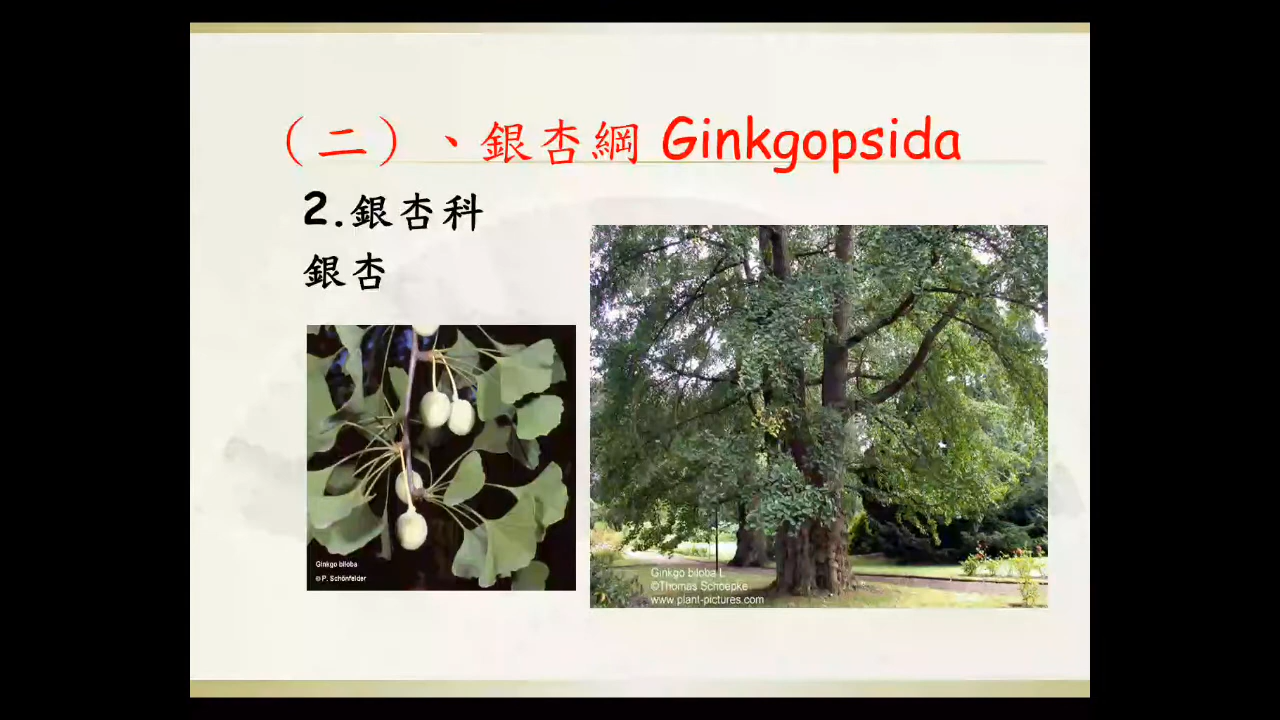 （二）、銀杏綱 Ginkgopsida
2.銀杏科
銀杏
Ginkgo biloba
© P. Schönfelder
Ginkgo biloba L.
©Thomas Schoepke
www.plant-pictures.com